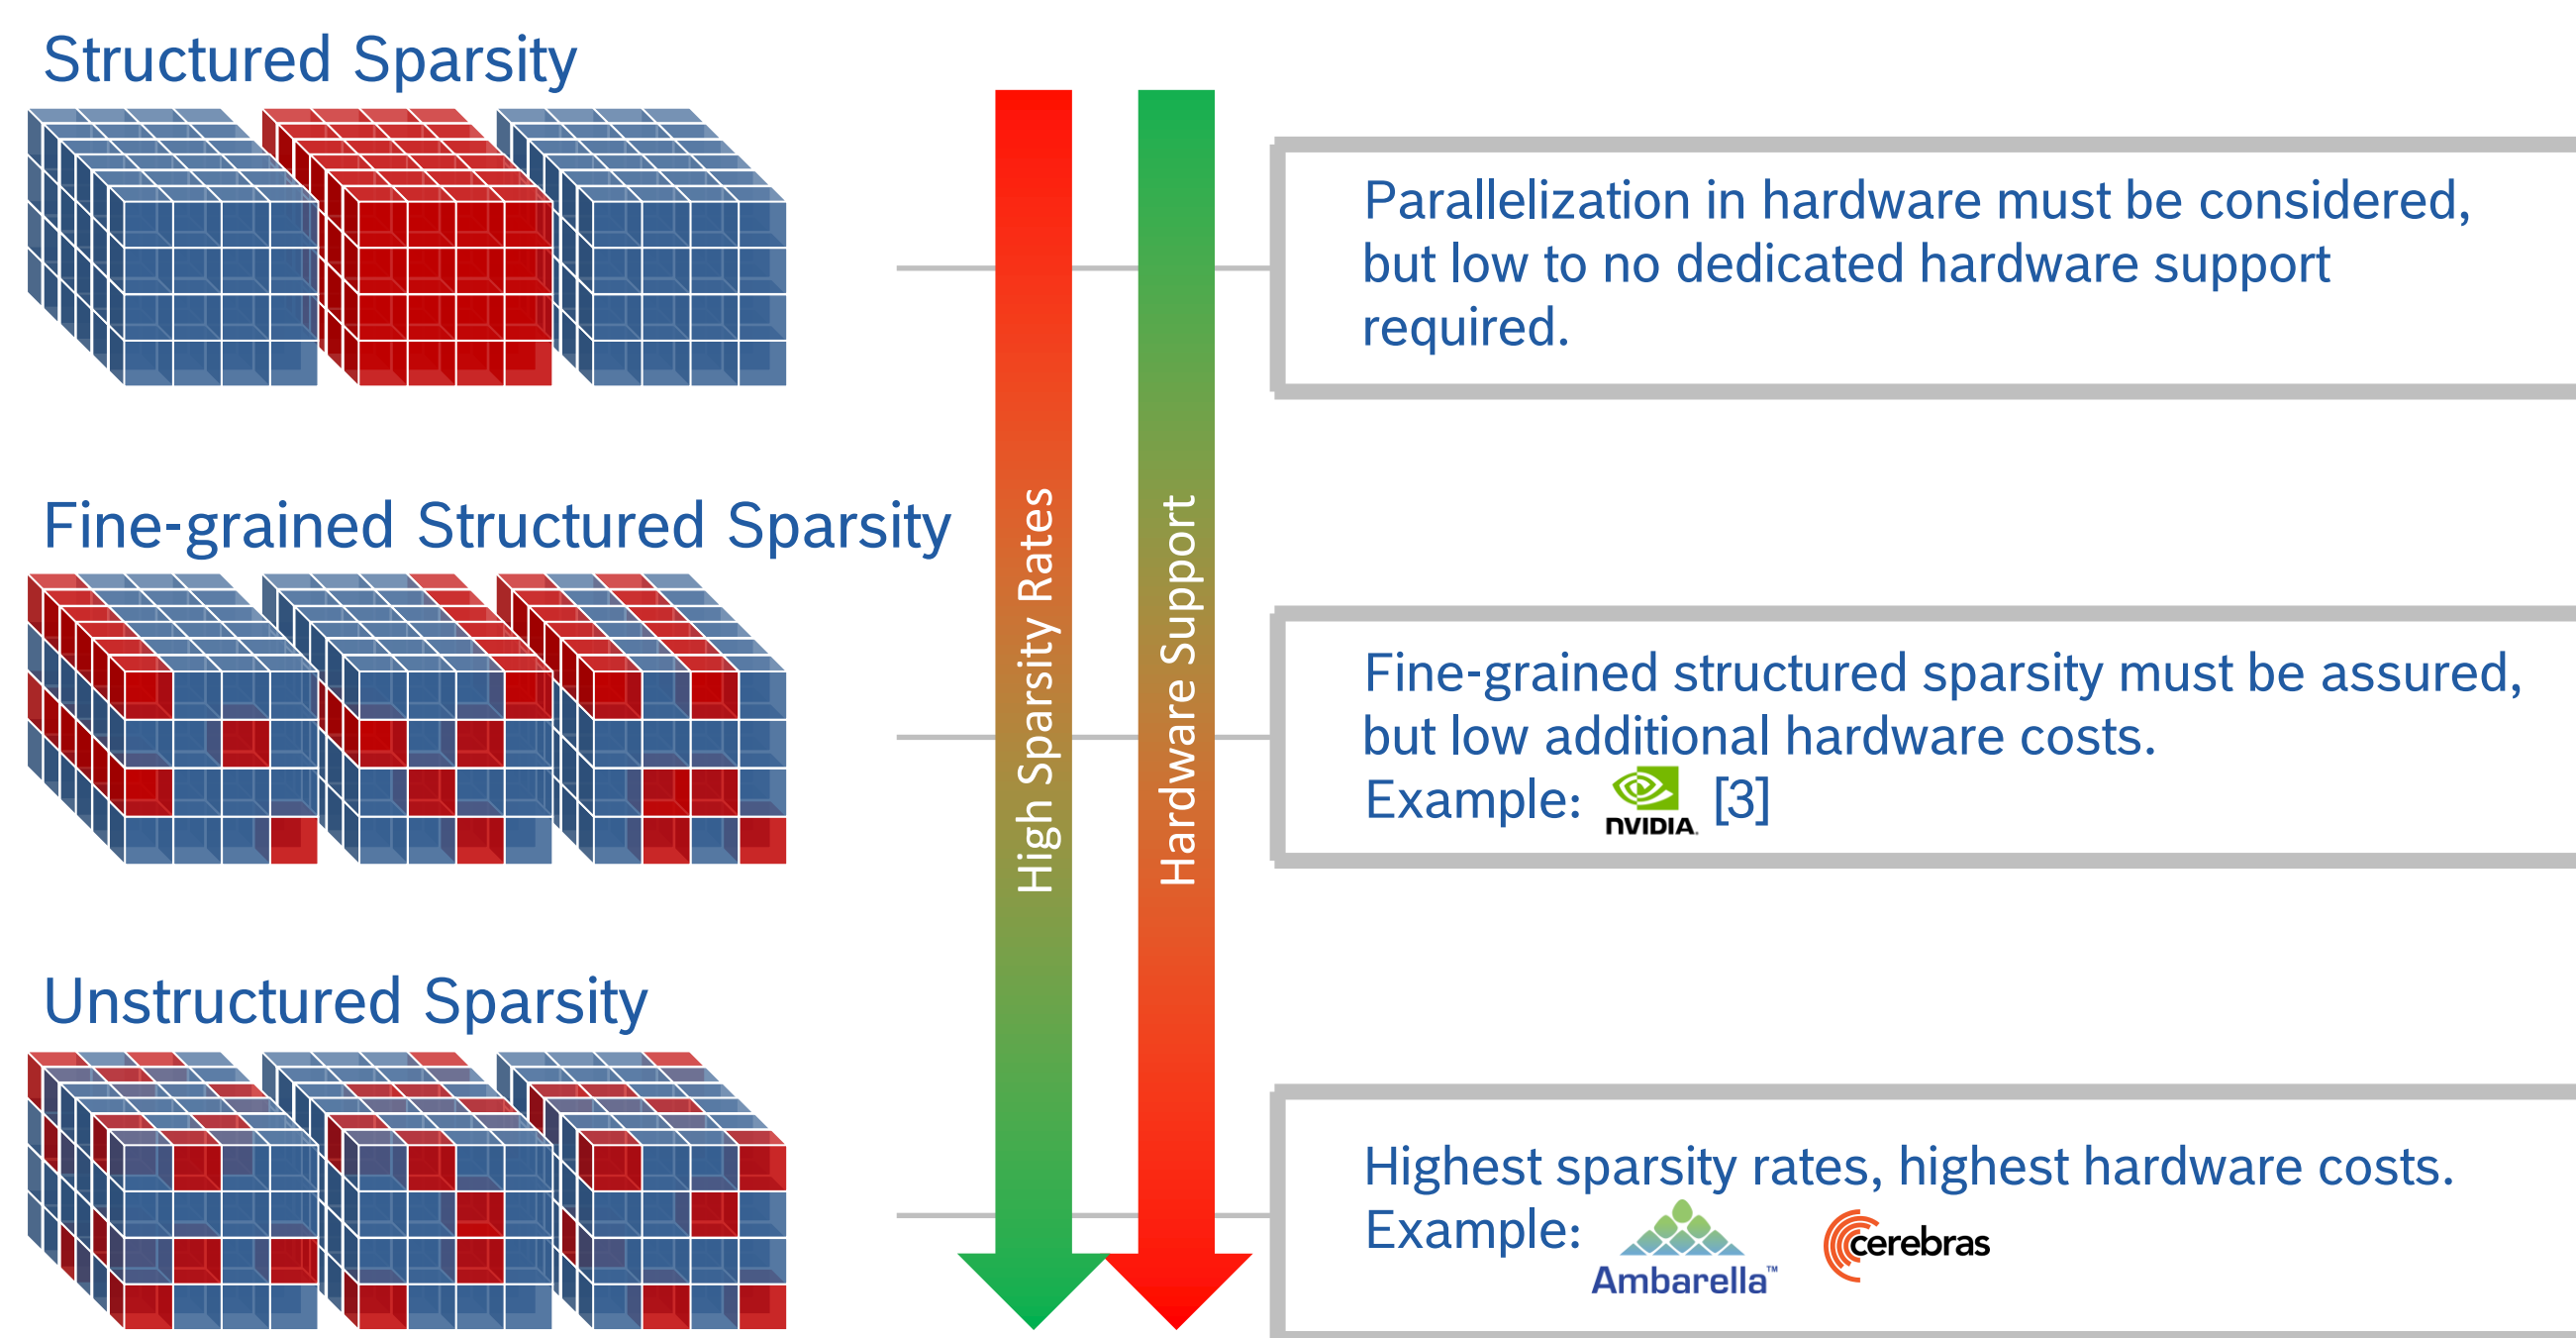 Structured Sparsity
Parallelization in hardware must be considered,
but low to no dedicated hardware support
required.
High Sparsity Rates
Hardware Support
Fine-grained Structured Sparsity
Fine-grained structured sparsity must be assured,
but low additional hardware costs.
Example: NVIDIA. [3]
Unstructured Sparsity
Highest sparsity rates, highest hardware costs.
Example: Ambarella™ cerebras